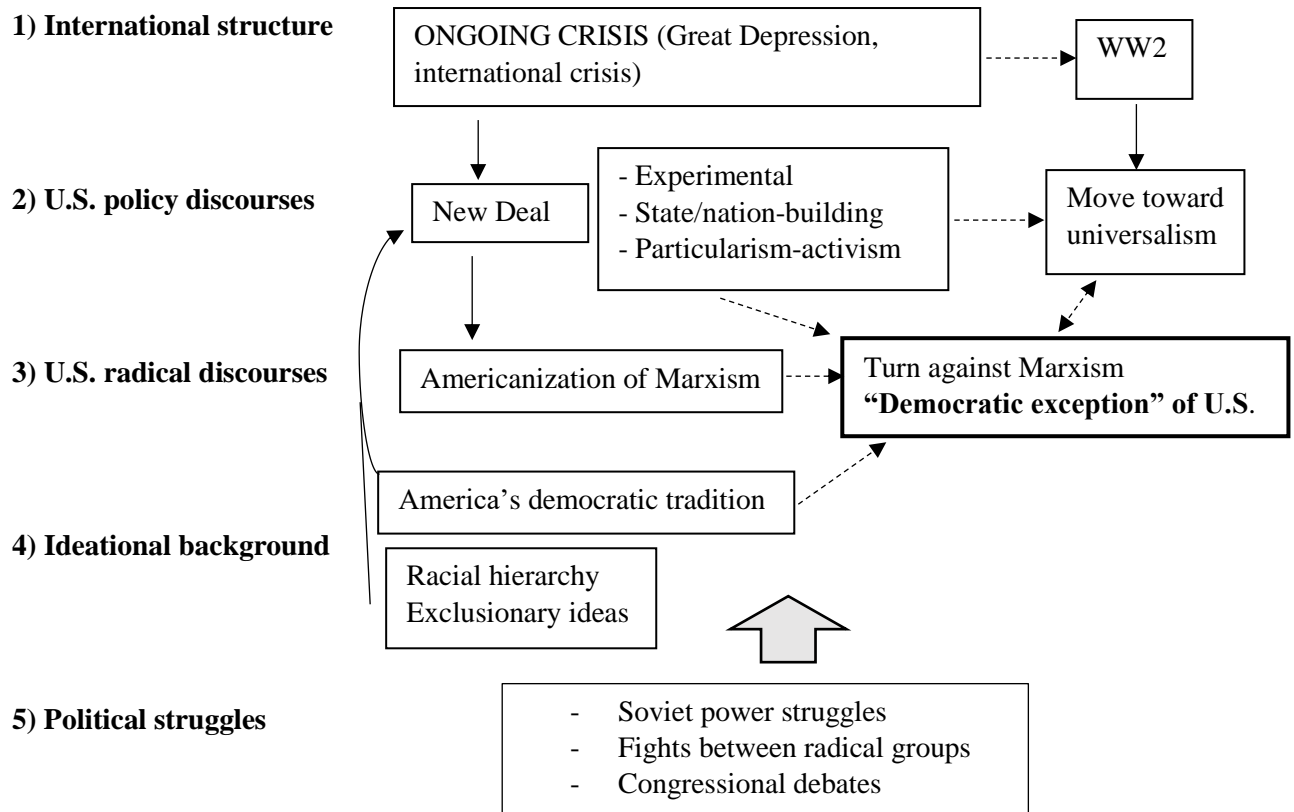 1) International structure
ONGOING CRISIS (Great Depression,
international crisis)
WW2
2) U.S. policy discourses
New Deal
- Experimental
- State/nation-building
- Particularism-activism
Move toward
universalism
3) U.S. radical discourses
Americanization of Marxism
Turn against Marxism
“Democratic exception” of U.S.
America’s democratic tradition
4) Ideational background
Racial hierarchy
Exclusionary ideas
5) Political struggles
- Soviet power struggles
- Fights between radical groups
- Congressional debates